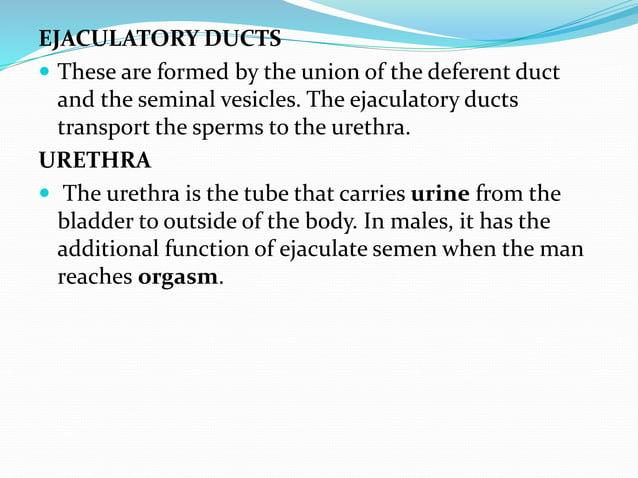 EJACULATORY DUCTS
These are formed by the union of the deferent duct
and the seminal vesicles. The ejaculatory ducts
transport the sperms to the urethra.
URETHRA
The urethra is the tube that carries urine from the
bladder to outside of the body. In males, it has the
additional function of ejaculate semen when the man
reaches orgasm.